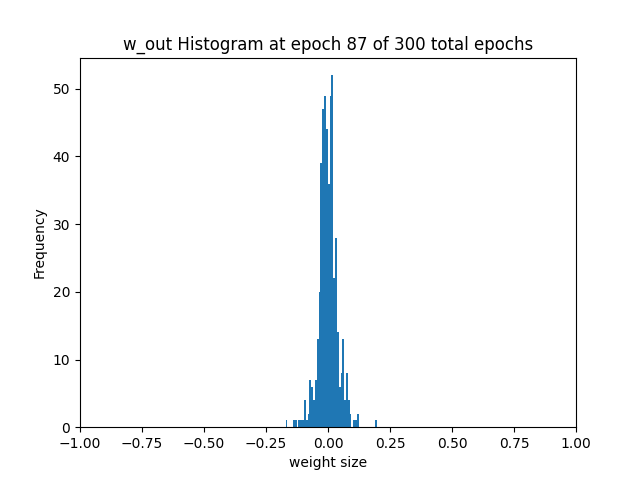 w_out Histogram at epoch 87 of 300 total epochs
Frequency
50
40
30
20
10
0
−1.00 −0.75 −0.50 −0.25 0.00 0.25 0.50 0.75 1.00
weight size